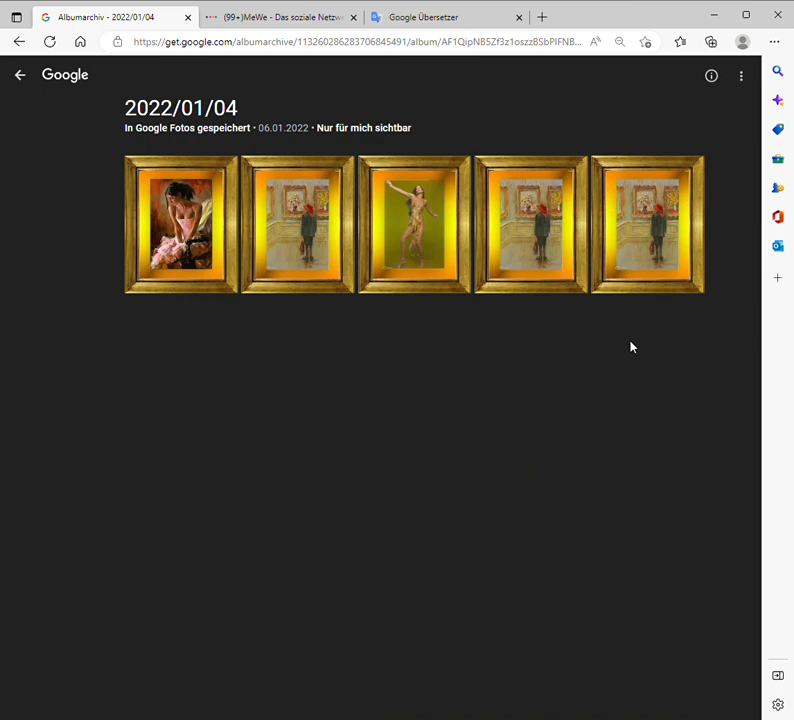 Albumarchiv - 2022/01/04
(99+)MeWe - Das soziale Netzwe
Google Übersetzer
https://get.google.com/albumarchive/113260286283706845491/album/AF1QipNB5Zf3z1oszzBSbPIFNB...
Google
2022/01/04
In Google Fotos gespeichert · 06.01.2022 · Nur für mich sichtbar